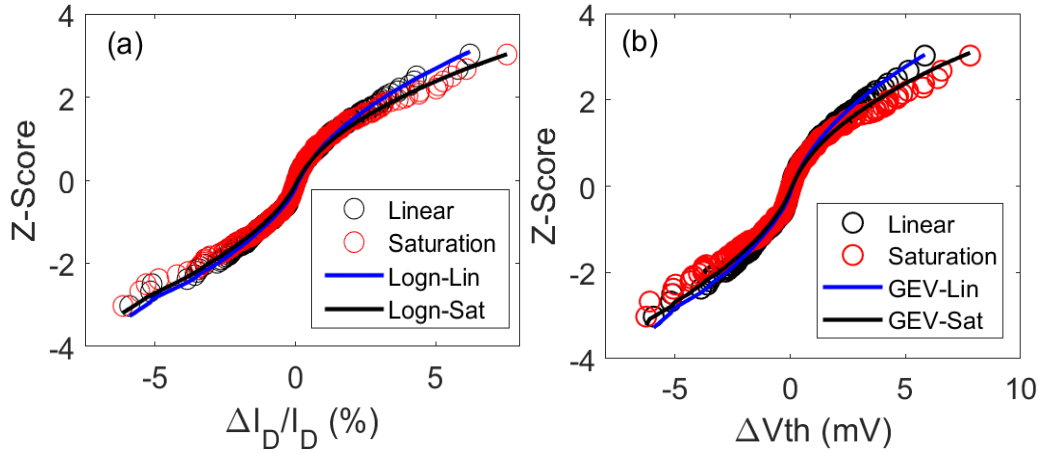 (a)
Z-Score
4
2
0
-2
-4
-5
0
5
ΔI_D/I_D (%)
Linear
Saturation
Logn-Lin
Logn-Sat
(b)
Z-Score
4
2
0
-2
-4
-5
0
5
10
ΔVth (mV)
Linear
Saturation
GEV-Lin
GEV-Sat